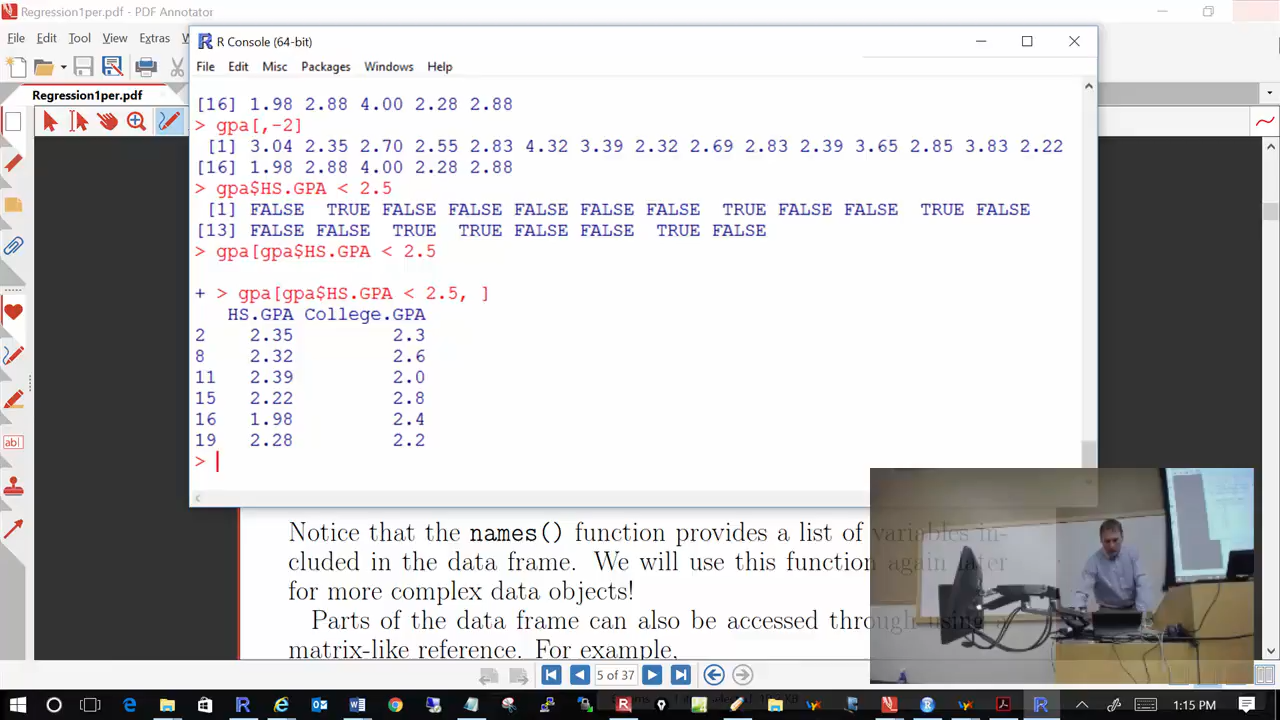 Regression1per.pdf - PDF Annotator
File Edit Tool View Extras W
Regression1per.pdf
R Console (64-bit)
File Edit Misc Packages Windows Help
[16] 1.98 2.88 4.00 2.28 2.88
> gpa[,-2]
[1] 3.04 2.35 2.70 2.55 2.83 4.32 3.39 2.32 2.69 2.83 2.39 3.65 2.85 3.83 2.22
[16] 1.98 2.88 4.00 2.28 2.88
> gpa$HS.GPA < 2.5
[1] FALSE TRUE FALSE FALSE FALSE FALSE FALSE TRUE FALSE FALSE TRUE FALSE
[13] FALSE FALSE TRUE TRUE FALSE FALSE TRUE FALSE
> gpa[gpa$HS.GPA < 2.5
+ > gpa[gpa$HS.GPA < 2.5, ]
HS.GPA College.GPA
2 2.35 2.3
8 2.32 2.6
11 2.39 2.0
15 2.22 2.8
16 1.98 2.4
19 2.28 2.2
>
Notice that the names() function provides a list of variables in-
cluded in the data frame. We will use this function again later
for more complex data objects!
Parts of the data frame can also be accessed through using a
matrix-like reference. For example,
5 of 37
1:15 PM